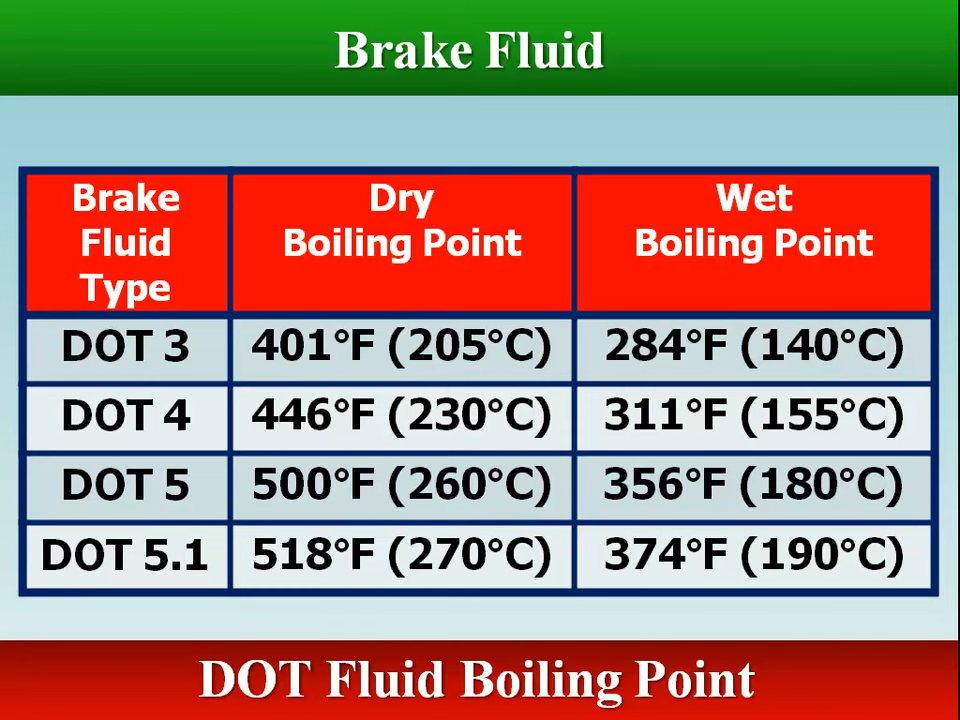 Brake Fluid
Brake Fluid Type
Dry Boiling Point
Wet Boiling Point
DOT 3 401°F (205°C) 284°F (140°C)
DOT 4 446°F (230°C) 311°F (155°C)
DOT 5 500°F (260°C) 356°F (180°C)
DOT 5.1 518°F (270°C) 374°F (190°C)
DOT Fluid Boiling Point